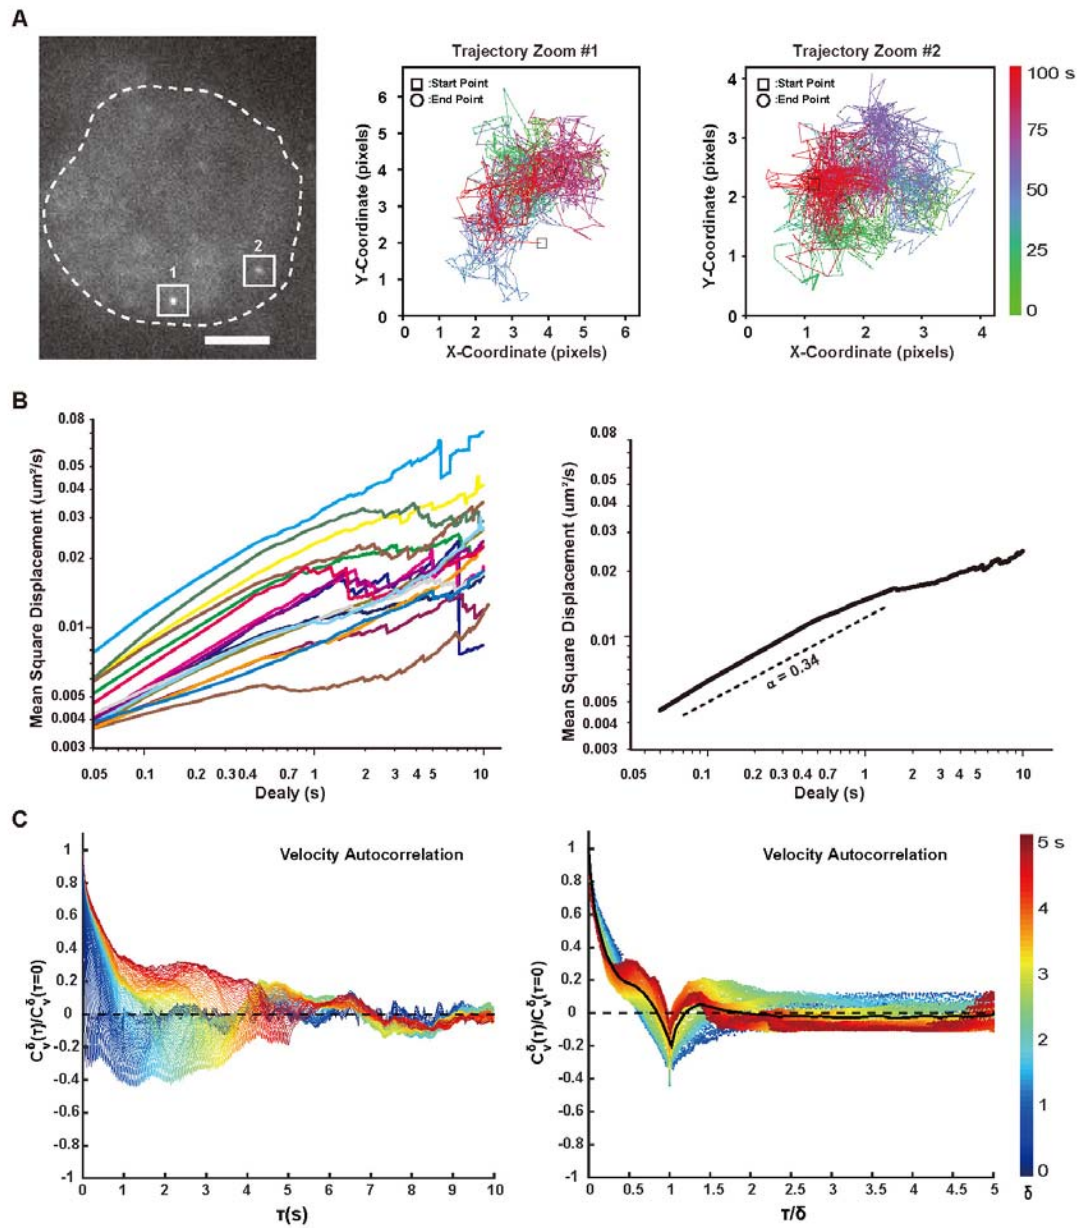 A
1
2
Trajectory Zoom #1
:Start Point
:End Point
Y-Coordinate (pixels)
6
5
4
3
2
1
0
0 1 2 3 4 5 6
X-Coordinate (pixels)
Trajectory Zoom #2
:Start Point
:End Point
Y-Coordinate (pixels)
4
3
2
1
0
0 1 2 3 4
X-Coordinate (pixels)
100 s
75
50
25
0
B
Mean Square Displacement (um²/s)
0.08
0.05
0.04
0.03
0.02
0.01
0.005
0.004
0.003
0.05 0.1 0.2 0.3 0.4 0.7 1 2 3 4 5 10
Dealy (s)
Mean Square Displacement (um²/s)
0.08
0.05
0.04
0.03
0.02
0.01
0.005
0.004
0.003
α = 0.34
0.05 0.1 0.2 0.3 0.4 0.7 1 2 3 4 5 10
Dealy (s)
C
Velocity Autocorrelation
C_v^δ(τ)/C_v^δ(τ=0)
1
0.8
0.6
0.4
0.2
0
-0.2
-0.4
-0.6
-0.8
-1
0 1 2 3 4 5 6 7 8 9 10
τ(s)
Velocity Autocorrelation
C_v^δ(τ)/C_v^δ(τ=0)
1
0.8
0.6
0.4
0.2
0
-0.2
-0.4
-0.6
-0.8
-1
0 0.5 1 1.5 2 2.5 3 3.5 4 4.5 5
τ/δ
5 s
4
3
2
1
0
δ